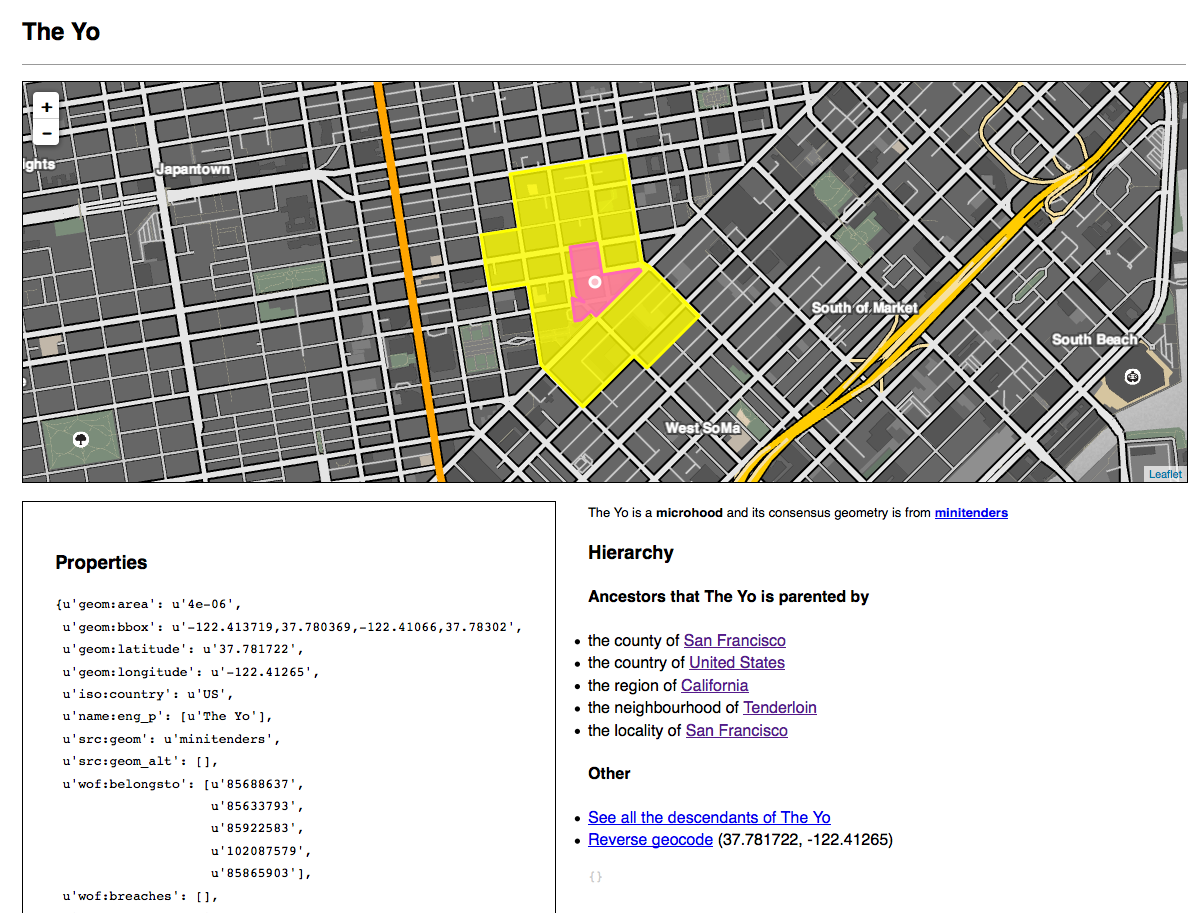 The Yo
+
−
ights
Japantown
South of Market
South Beach
West SoMa
Leaflet
Properties
{u'geom:area': u'4e-06',
u'geom:bbox': u'-122.413719,37.780369,-122.41066,37.78302',
u'geom:latitude': u'37.781722',
u'geom:longitude': u'-122.41265',
u'iso:country': u'US',
u'name:eng_p': [u'The Yo'],
u'src:geom': u'minitenders',
u'src:geom_alt': [],
u'wof:belongsto': [u'85688637',
u'85633793',
u'85922583',
u'102087579',
u'85865903'],
u'wof:breaches': [],
The Yo is a microhood and its consensus geometry is from minitenders
Hierarchy
Ancestors that The Yo is parented by
• the county of San Francisco
• the country of United States
• the region of California
• the neighbourhood of Tenderloin
• the locality of San Francisco
Other
• See all the descendants of The Yo
• Reverse geocode (37.781722, -122.41265)
{}